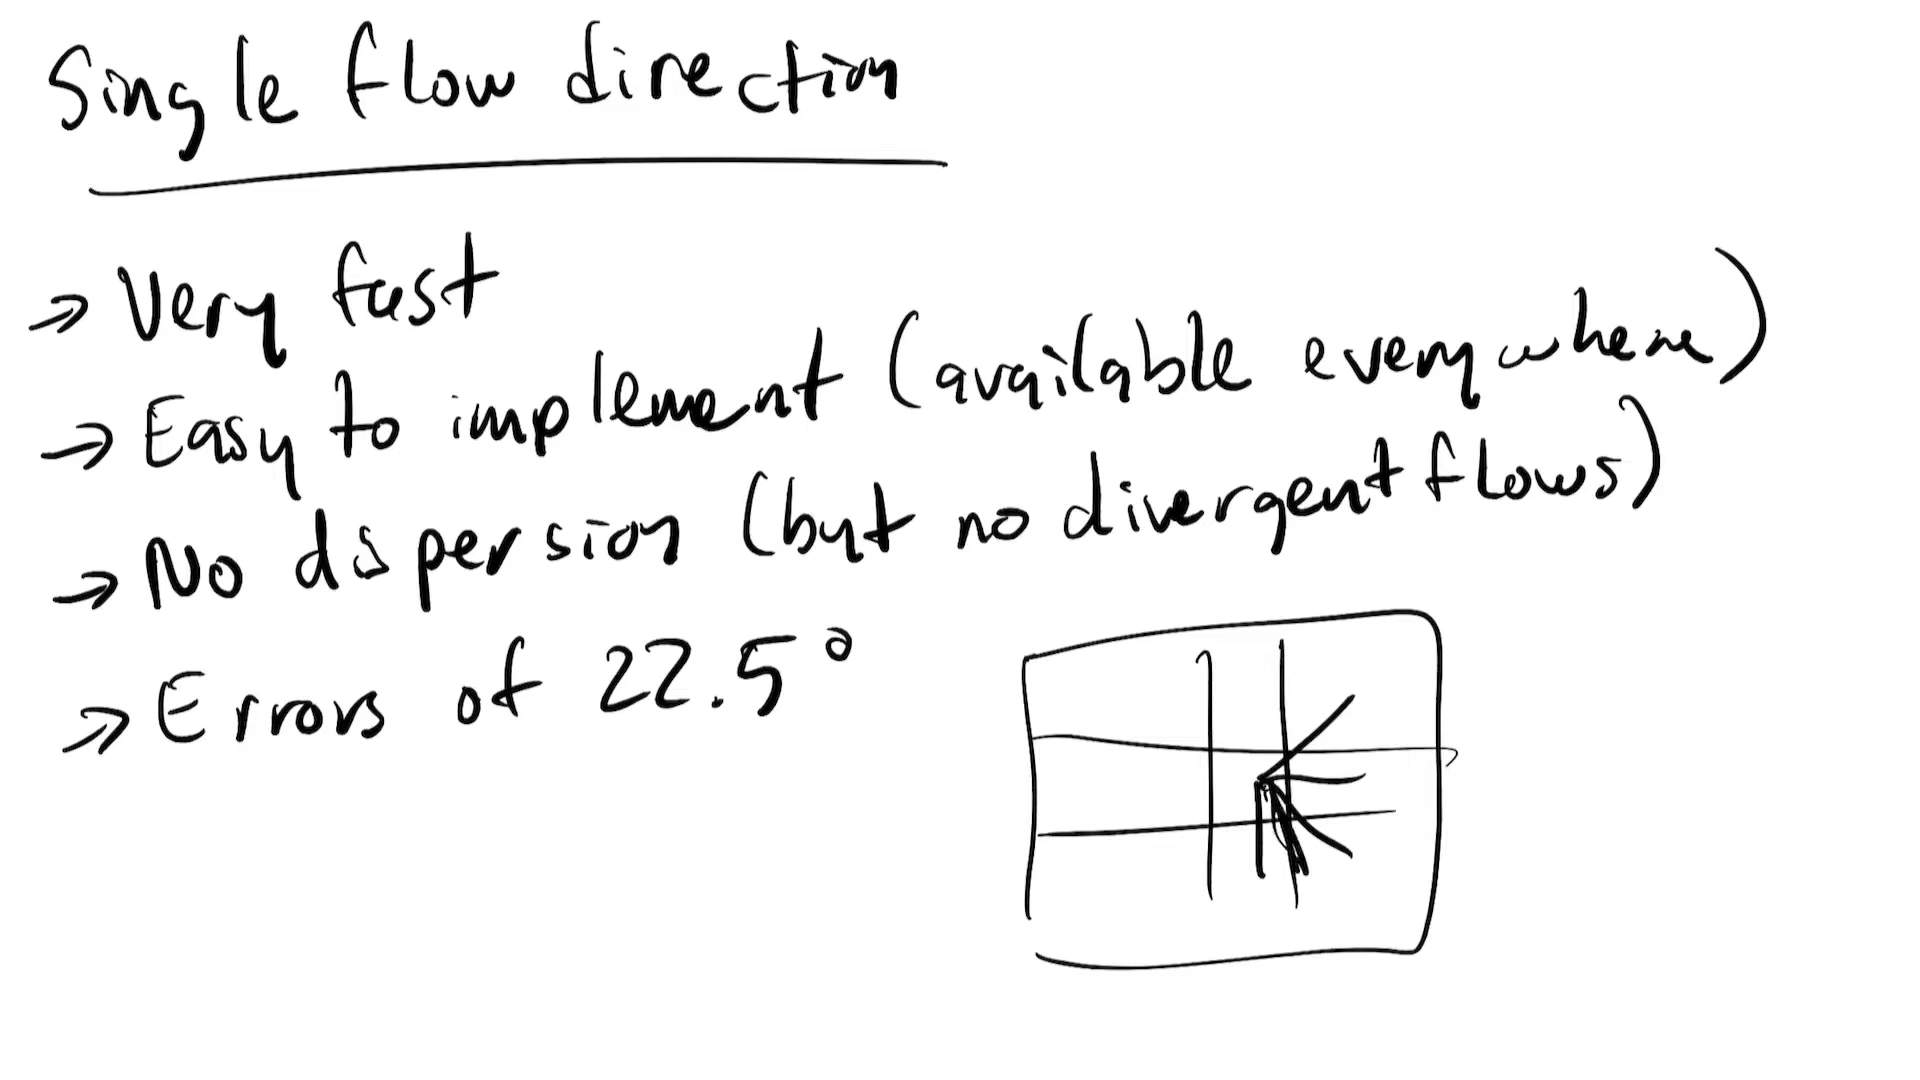 Single flow direction
→ Very fast
→ Easy to implement (available everywhere)
→ No dispersion (but no divergent flows)
→ Errors of 22.5°